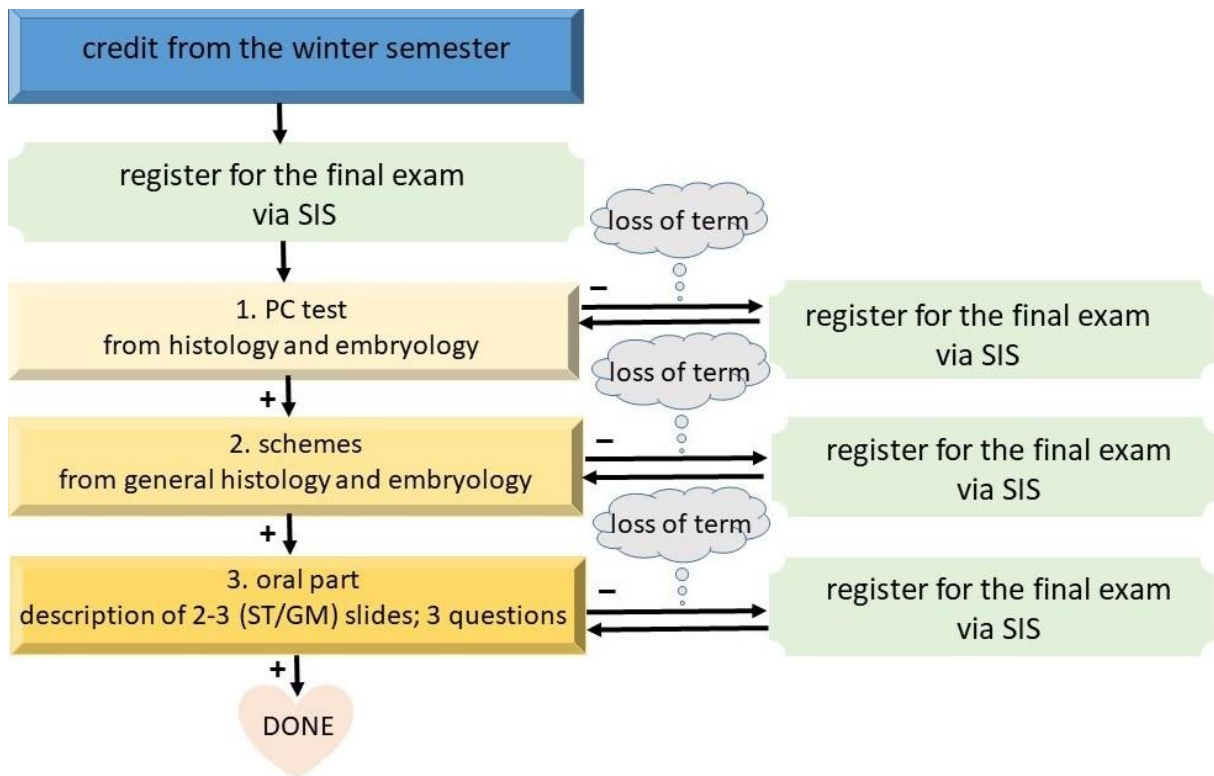 credit from the winter semester
register for the final exam
via SIS
loss of term
–
1. PC test
from histology and embryology
register for the final exam
via SIS
loss of term
+
–
2. schemes
from general histology and embryology
register for the final exam
via SIS
loss of term
+
–
3. oral part
description of 2-3 (ST/GM) slides; 3 questions
register for the final exam
via SIS
+
DONE